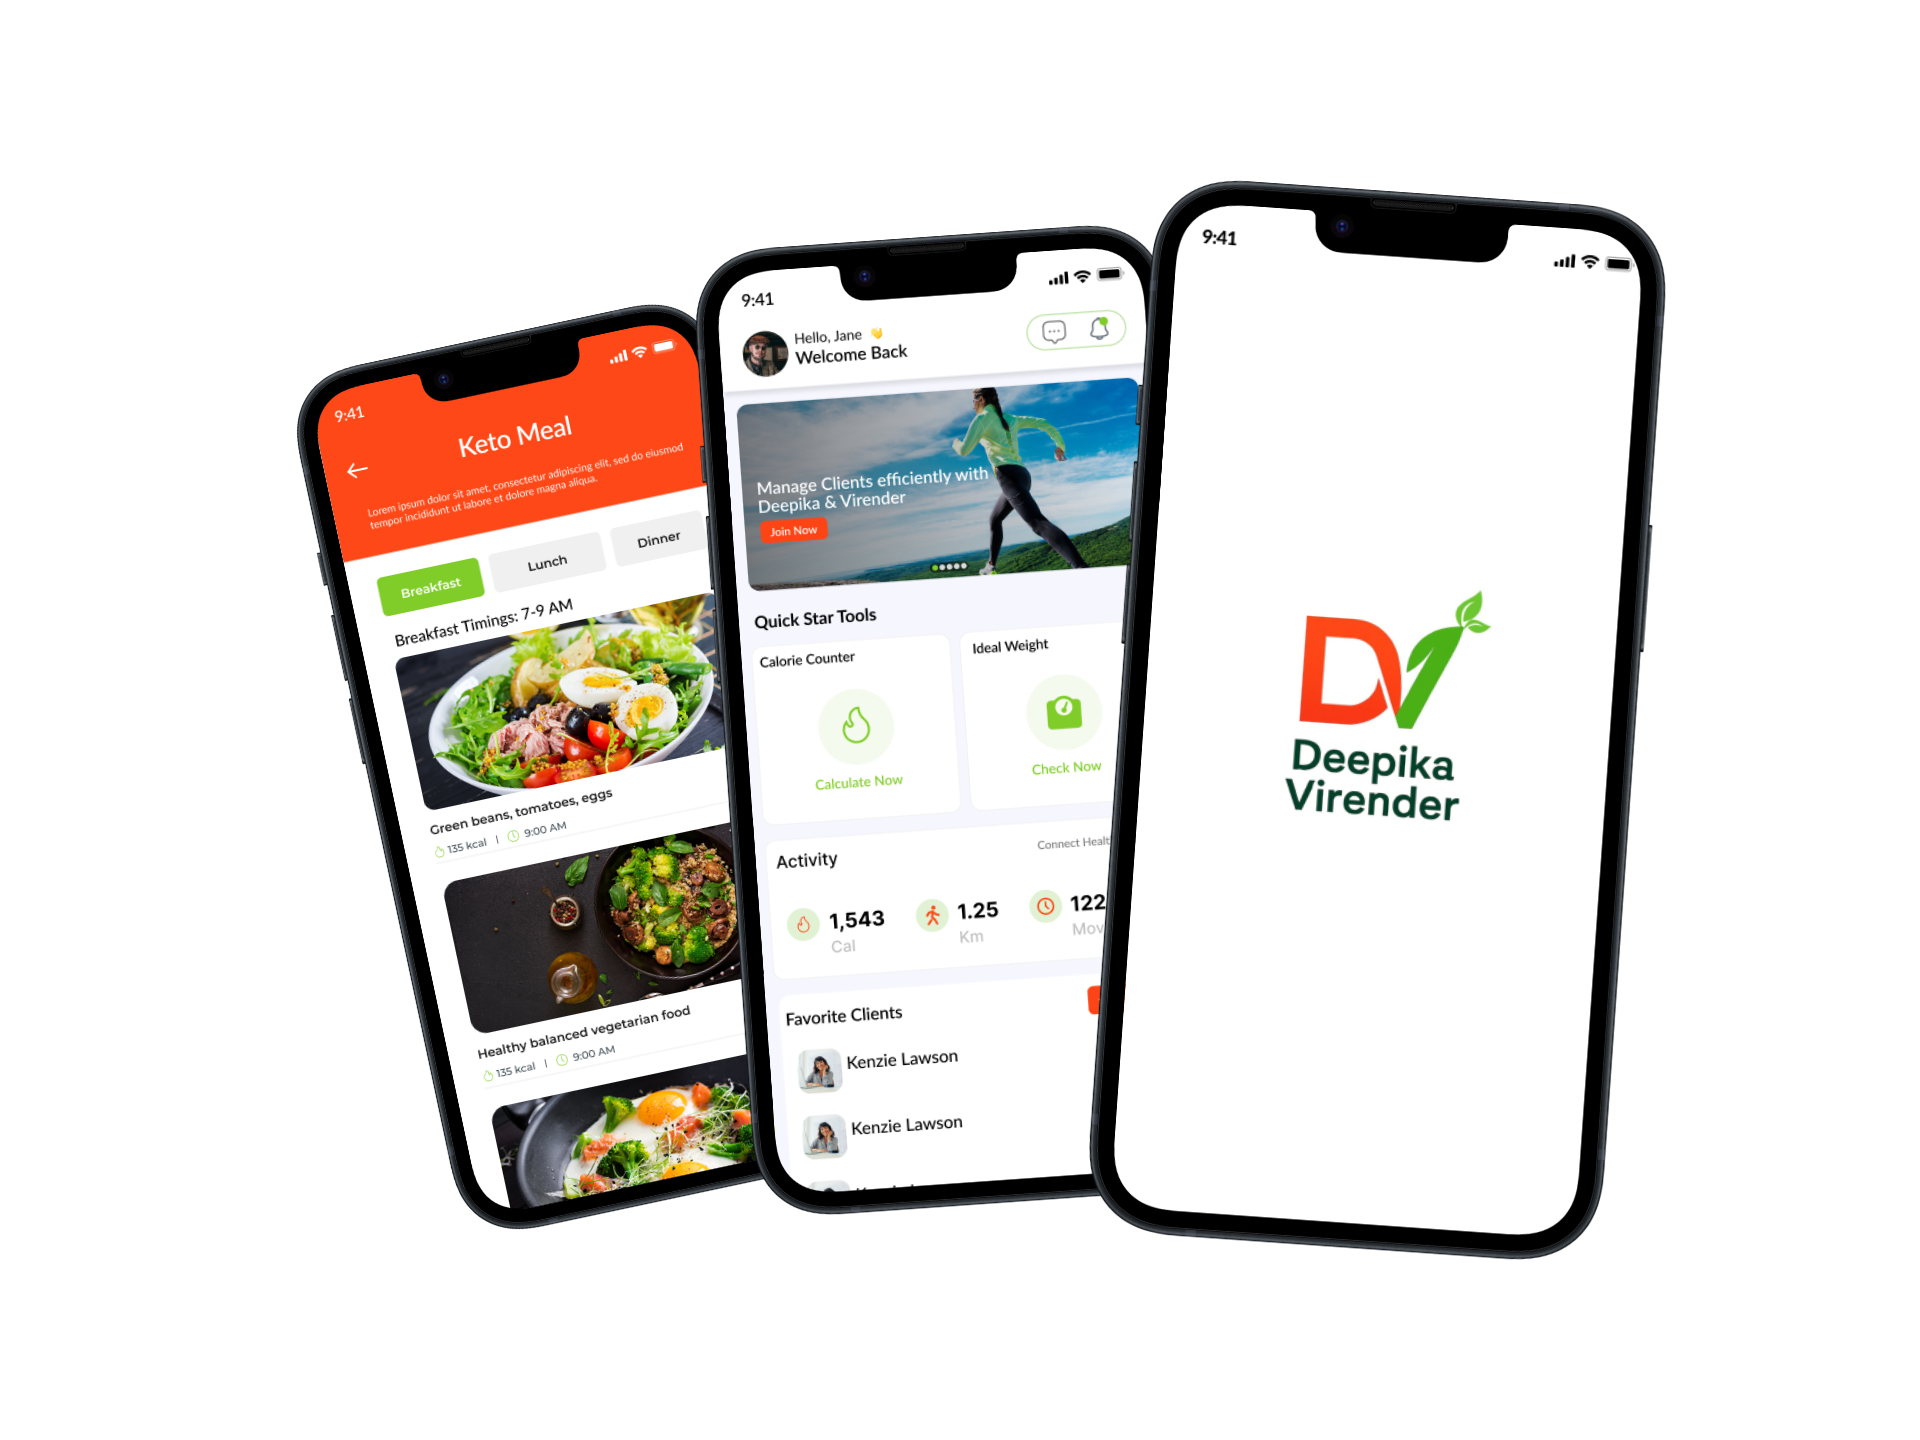 9:41
Keto Meal
Lorem ipsum dolor sit amet, consectetur adipiscing elit, sed do eiusmod
tempor incididunt ut labore et dolore magna aliqua.
Breakfast
Lunch
Dinner
Breakfast Timings: 7-9 AM
Green beans, tomatoes, eggs
135 kcal | 9:00 AM
Healthy balanced vegetarian food
135 kcal | 9:00 AM
9:41
Hello, Jane 👋
Welcome Back
Manage Clients efficiently with
Deepika & Virender
Join Now
Quick Star Tools
Calorie Counter
Calculate Now
Ideal Weight
Check Now
Activity
Connect Healt
1,543
Cal
1.25
Km
122
Mov
Favorite Clients
Kenzie Lawson
Kenzie Lawson
9:41
DV
Deepika
Virender